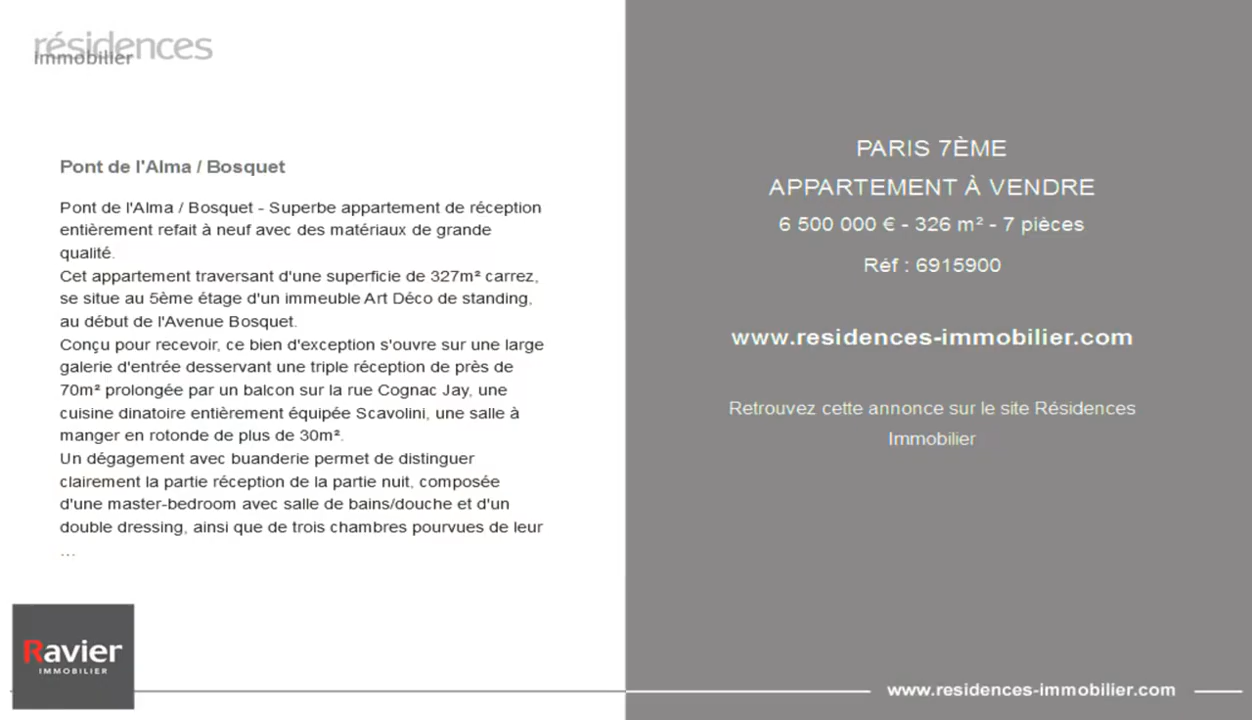 résidences
Immobilier
Pont de l'Alma / Bosquet
Pont de l'Alma / Bosquet - Superbe appartement de réception
entièrement refait à neuf avec des matériaux de grande
qualité.
Cet appartement traversant d'une superficie de 327m² carrez,
se situe au 5ème étage d'un immeuble Art Déco de standing,
au début de l'Avenue Bosquet.
Conçu pour recevoir, ce bien d'exception s'ouvre sur une large
galerie d'entrée desservant une triple réception de près de
70m² prolongée par un balcon sur la rue Cognac Jay, une
cuisine dinatoire entièrement équipée Scavolini, une salle à
manger en rotonde de plus de 30m².
Un dégagement avec buanderie permet de distinguer
clairement la partie réception de la partie nuit, composée
d'une master-bedroom avec salle de bains/douche et d'un
double dressing, ainsi que de trois chambres pourvues de leur
...
Ravier
IMMOBILIER
PARIS 7ÈME
APPARTEMENT À VENDRE
6 500 000 € - 326 m² - 7 pièces
Réf : 6915900
www.residences-immobilier.com
Retrouvez cette annonce sur le site Résidences
Immobilier
www.residences-immobilier.com